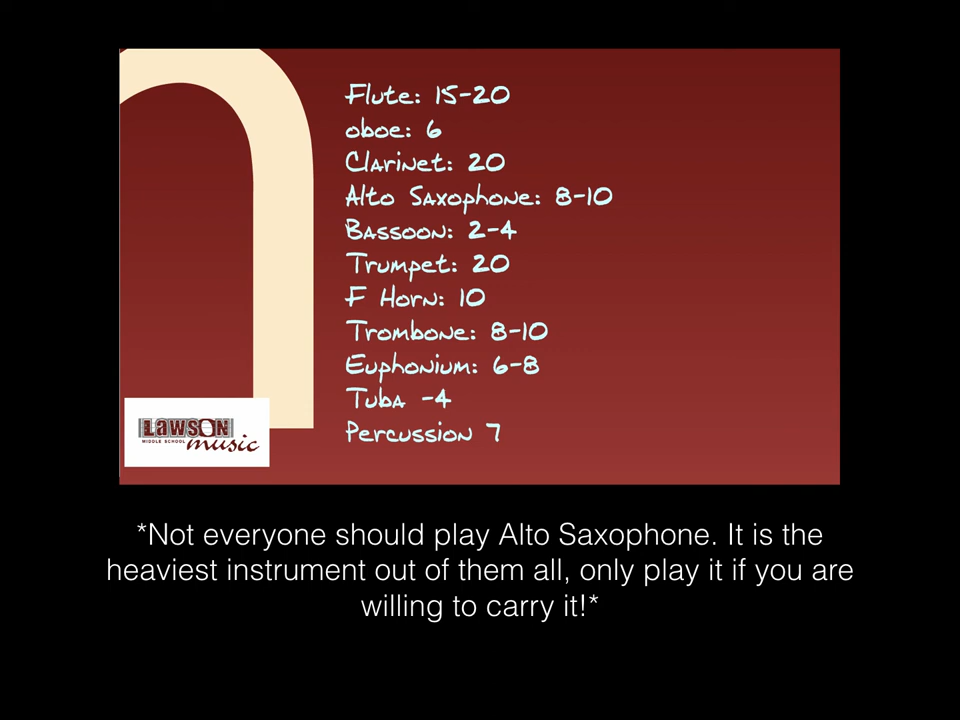 Flute: 15-20
oboe: 6
Clarinet: 20
Alto Saxophone: 8-10
Bassoon: 2-4
Trumpet: 20
F Horn: 10
Trombone: 8-10
Euphonium: 6-8
Tuba -4
Percussion 7
LAWSON
MIDDLE SCHOOL
music
*Not everyone should play Alto Saxophone. It is the
heaviest instrument out of them all, only play it if you are
willing to carry it!*